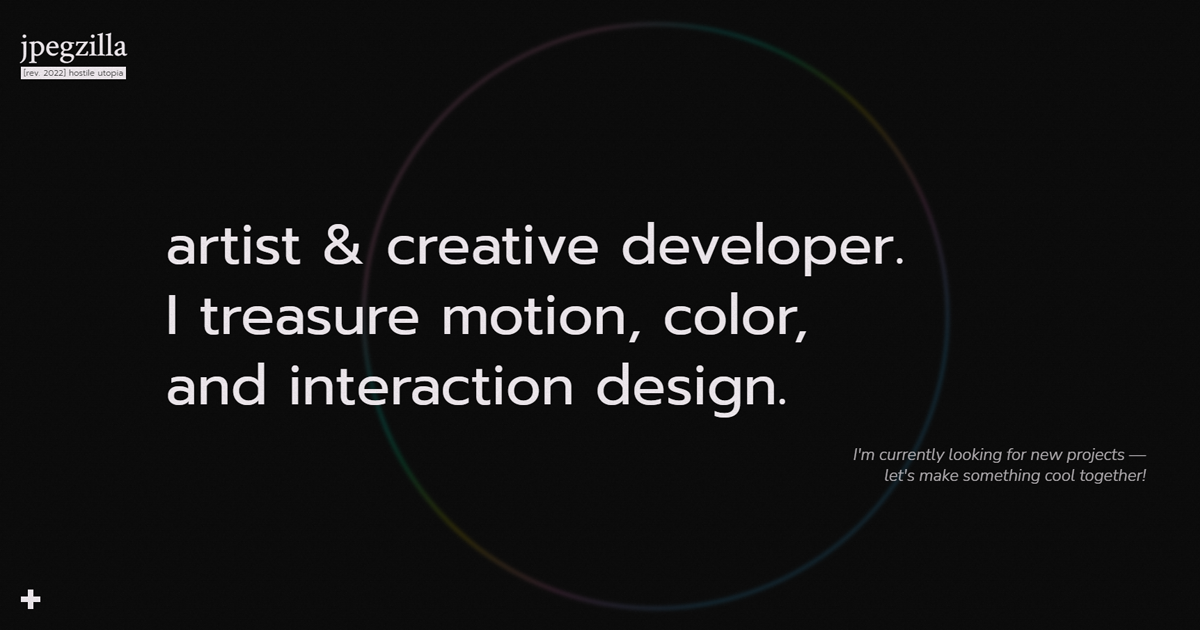 jpegzilla
[rev. 2022] hostile utopia
artist & creative developer.
I treasure motion, color,
and interaction design.
I'm currently looking for new projects —
let's make something cool together!